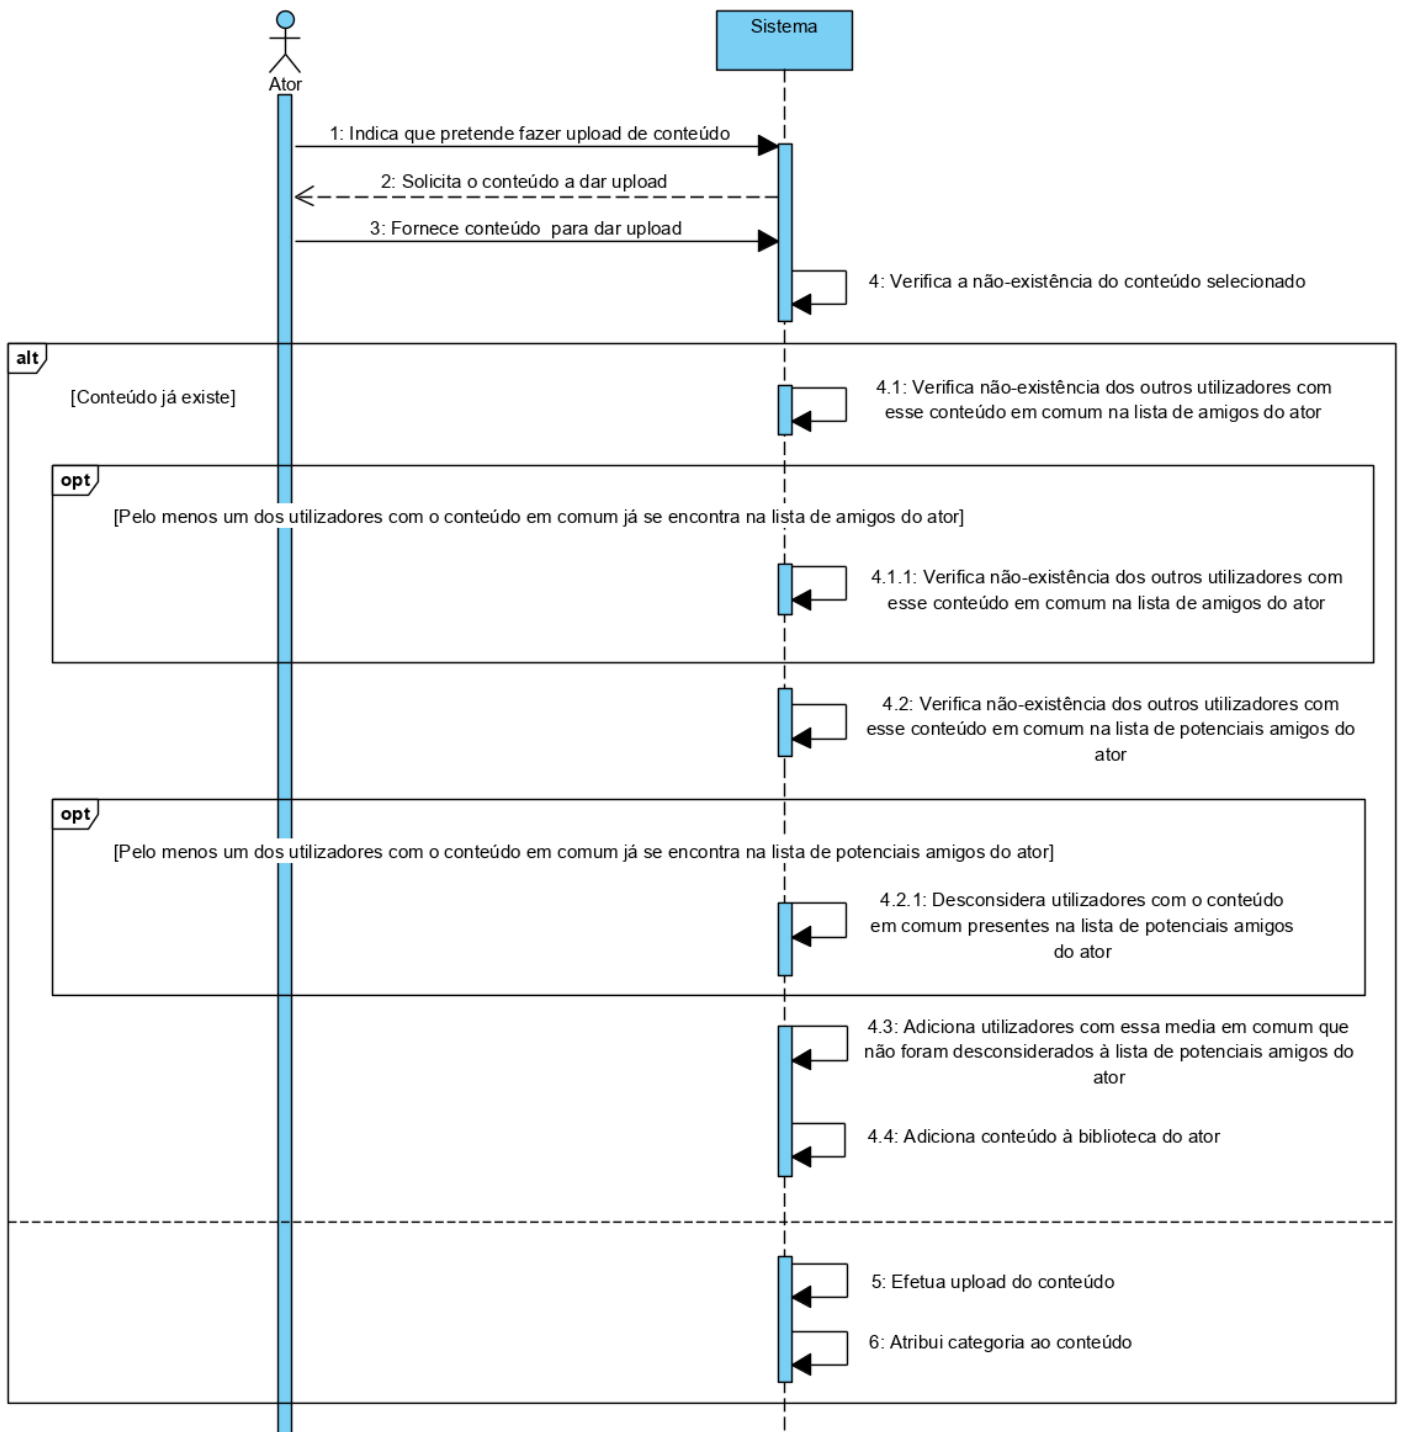 Sistema
Ator
1: Indica que pretende fazer upload de conteúdo
2: Solicita o conteúdo a dar upload
3: Fornece conteúdo  para dar upload
4: Verifica a não-existência do conteúdo selecionado
alt
[Conteúdo já existe]
4.1: Verifica não-existência dos outros utilizadores com
esse conteúdo em comum na lista de amigos do ator
opt
[Pelo menos um dos utilizadores com o conteúdo em comum já se encontra na lista de amigos do ator]
4.1.1: Verifica não-existência dos outros utilizadores com
esse conteúdo em comum na lista de amigos do ator
4.2: Verifica não-existência dos outros utilizadores com
esse conteúdo em comum na lista de potenciais amigos do
ator
opt
[Pelo menos um dos utilizadores com o conteúdo em comum já se encontra na lista de potenciais amigos do ator]
4.2.1: Desconsidera utilizadores com o conteúdo
em comum presentes na lista de potenciais amigos
do ator
4.3: Adiciona utilizadores com essa media em comum que
não foram desconsiderados à lista de potenciais amigos do
ator
4.4: Adiciona conteúdo à biblioteca do ator
5: Efetua upload do conteúdo
6: Atribui categoria ao conteúdo